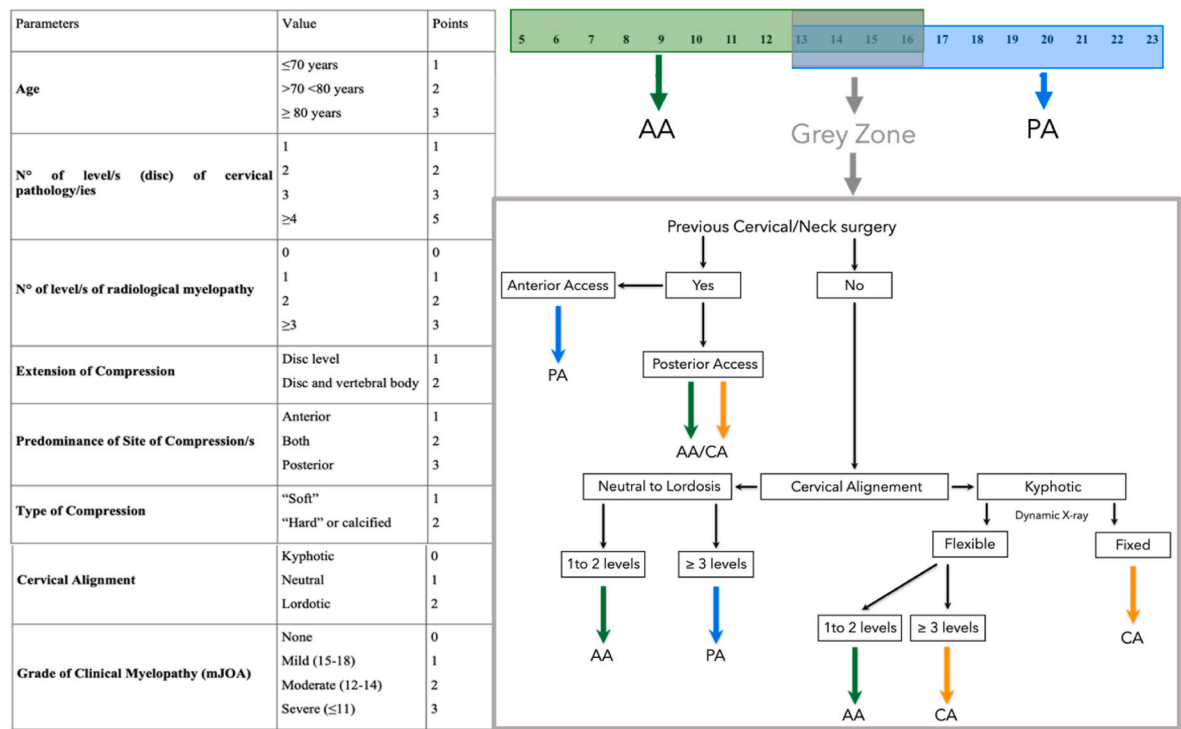 Parameters Value Points
Age
≤70 years 1
>70 <80 years 2
≥ 80 years 3
N° of level/s (disc) of cervical
pathology/ies
1 1
2 2
3 3
≥4 5
N° of level/s of radiological myelopathy
0 0
1 1
2 2
≥3 3
Extension of Compression
Disc level 1
Disc and vertebral body 2
Predominance of Site of Compression/s
Anterior 1
Both 2
Posterior 3
Type of Compression
“Soft” 1
“Hard” or calcified 2
Cervical Alignment
Kyphotic 0
Neutral 1
Lordotic 2
Grade of Clinical Myelopathy (mJOA)
None 0
Mild (15-18) 1
Moderate (12-14) 2
Severe (≤11) 3
5 6 7 8 9 10 11 12 13 14 15 16 17 18 19 20 21 22 23
AA Grey Zone PA
Previous Cervical/Neck surgery
Anterior Access Yes No
PA
Posterior Access
AA/CA
Neutral to Lordosis Cervical Alignement Kyphotic
Dynamic X-ray
Flexible Fixed
1to 2 levels ≥ 3 levels
1to 2 levels ≥ 3 levels
CA
AA PA
AA CA